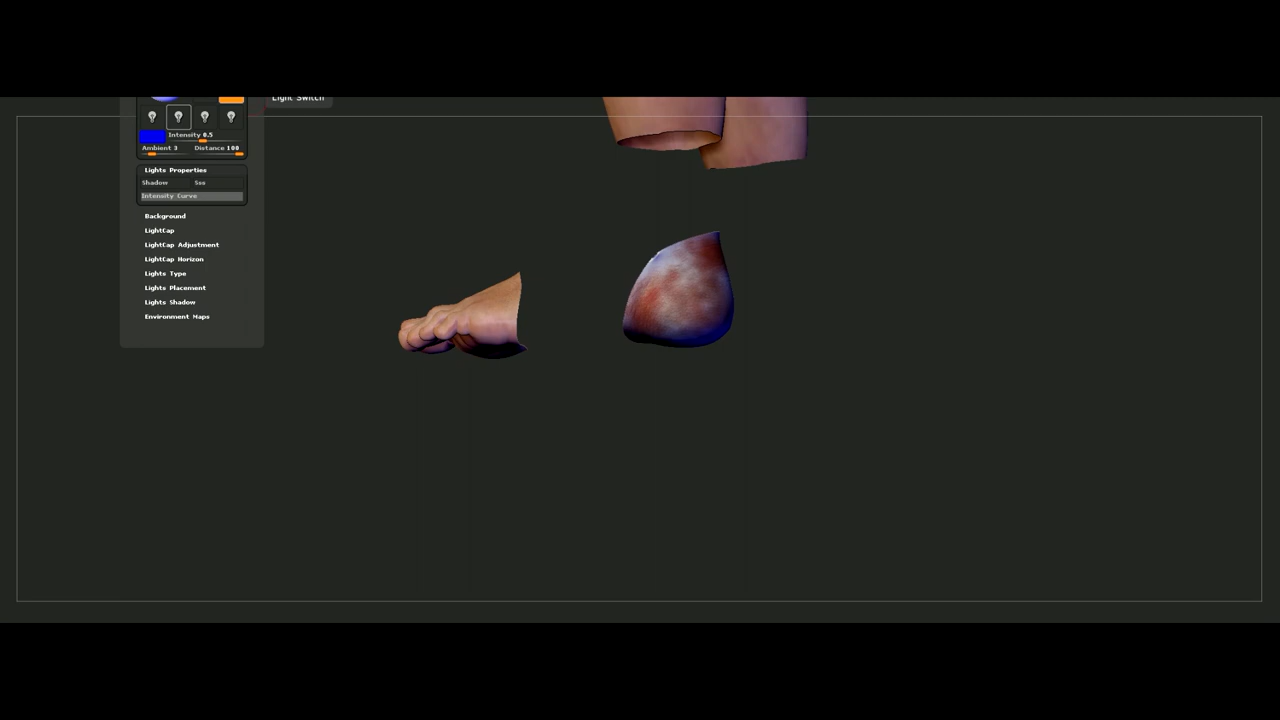 Light Switch
Intensity 0.5
Ambient 3 Distance 100
Lights Properties
Shadow Sss
Intensity Curve
Background
LightCap
LightCap Adjustment
LightCap Horizon
Lights Type
Lights Placement
Lights Shadow
Environment Maps